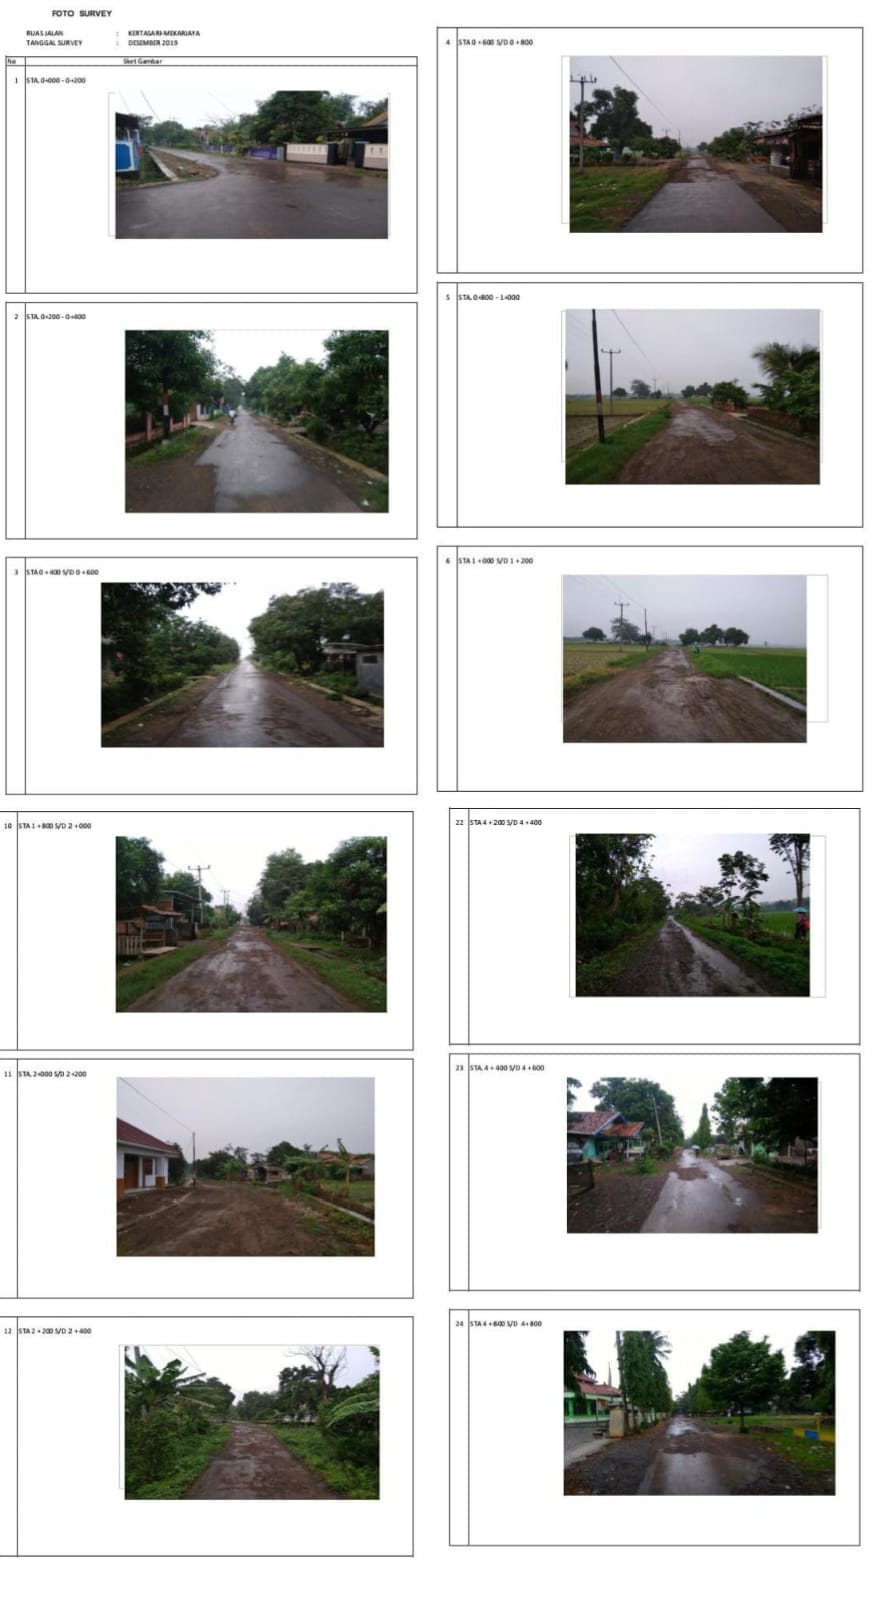 FOTO SURVEY
RUAS JALAN : KERTASARI-MEKARJAYA
TANGGAL SURVEY : DESEMBER 2019
No Sket Gambar
1 STA. 0+000 - 0+200
2 STA. 0+200 - 0+400
3 STA 0 + 400 S/D 0 + 600
4 STA 0 + 600 S/D 0 + 800
5 STA. 0+800 - 1+000
6 STA 1 + 000 S/D 1 + 200
10 STA 1 + 800 S/D 2 + 000
11 STA. 2+000 S/D 2+200
12 STA 2 + 200 S/D 2 + 400
22 STA 4 + 200 S/D 4 + 400
23 STA. 4 + 400 S/D 4 + 600
24 STA 4 + 600 S/D 4+ 800